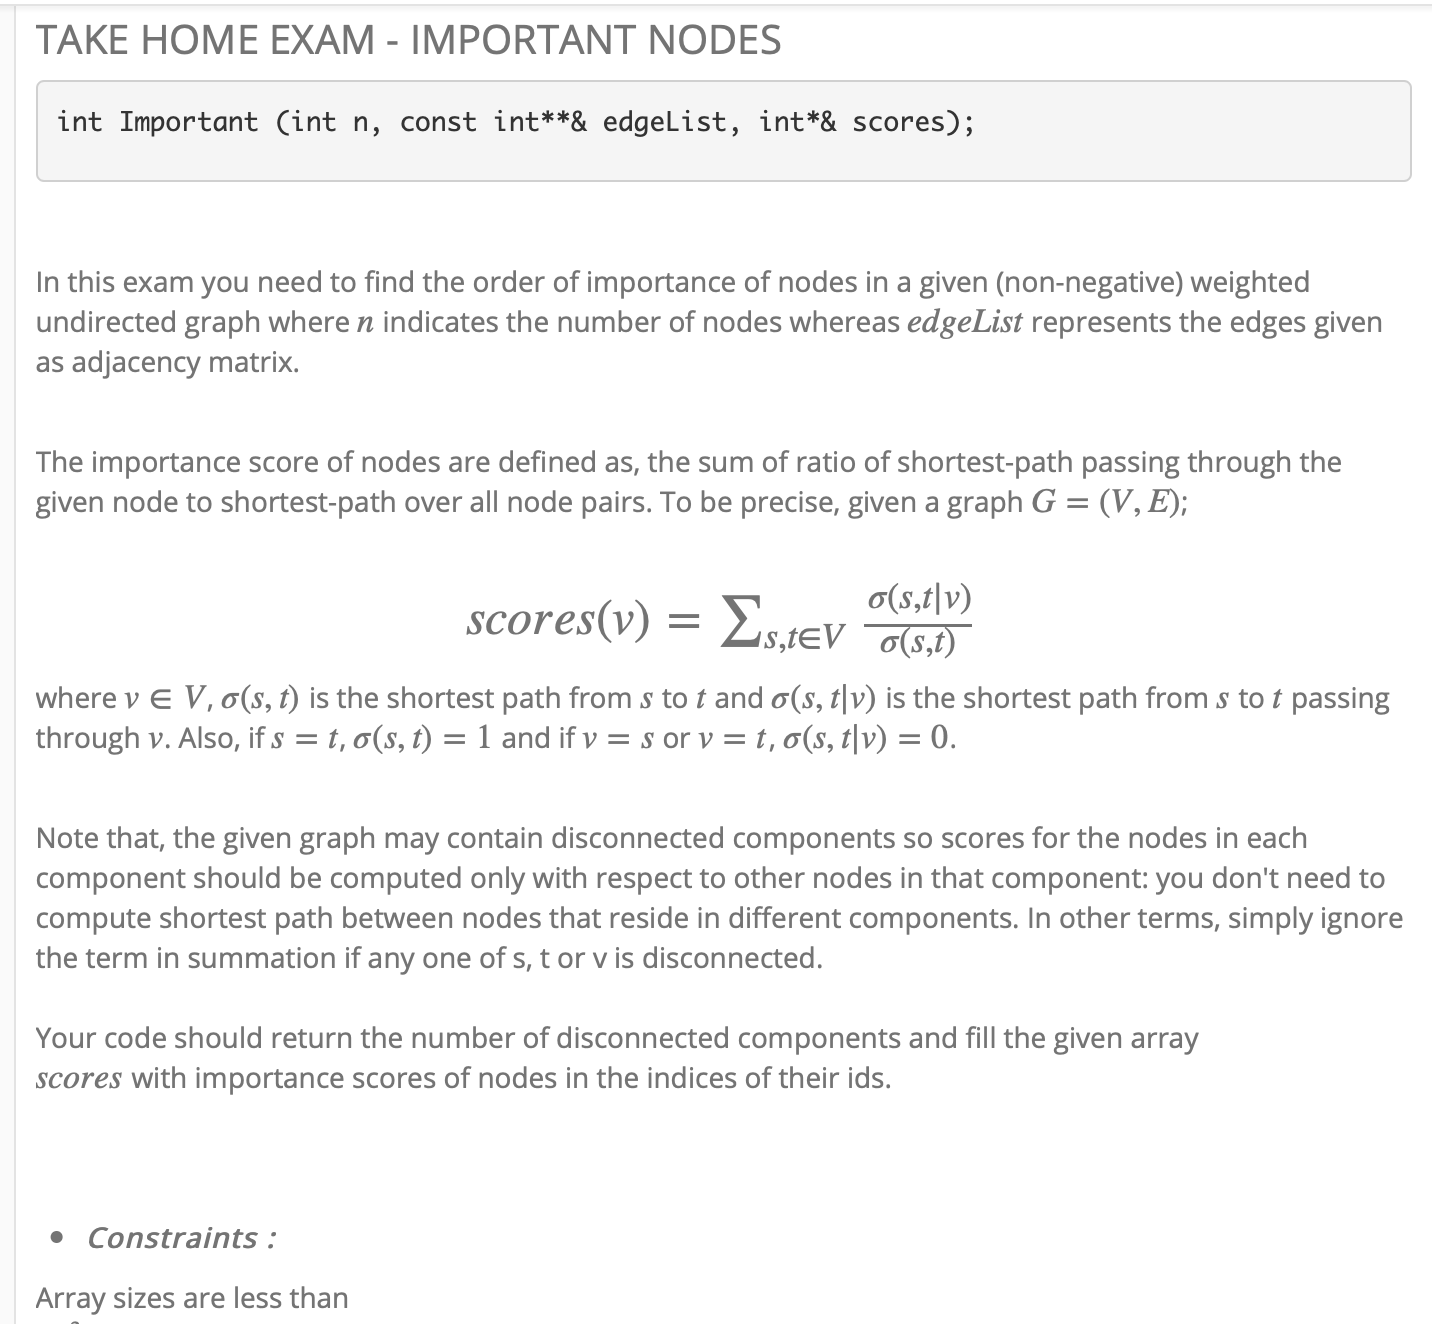 TAKE HOME EXAM - IMPORTANT NODES
int Important (int n, const int**& edgeList, int*& scores);
In this exam you need to find the order of importance of nodes in a given (non-negative) weighted
undirected graph where n indicates the number of nodes whereas edgeList represents the edges given
as adjacency matrix.
The importance score of nodes are defined as, the sum of ratio of shortest-path passing through the
given node to shortest-path over all node pairs. To be precise, given a graph G = (V, E);
scores(v) = ∑s,t∈V σ(s,t|v) / σ(s,t)
where v ∈ V, σ(s, t) is the shortest path from s to t and σ(s, t|v) is the shortest path from s to t passing
through v. Also, if s = t, σ(s, t) = 1 and if v = s or v = t, σ(s, t|v) = 0.
Note that, the given graph may contain disconnected components so scores for the nodes in each
component should be computed only with respect to other nodes in that component: you don't need to
compute shortest path between nodes that reside in different components. In other terms, simply ignore
the term in summation if any one of s, t or v is disconnected.
Your code should return the number of disconnected components and fill the given array
scores with importance scores of nodes in the indices of their ids.
• Constraints :
Array sizes are less than